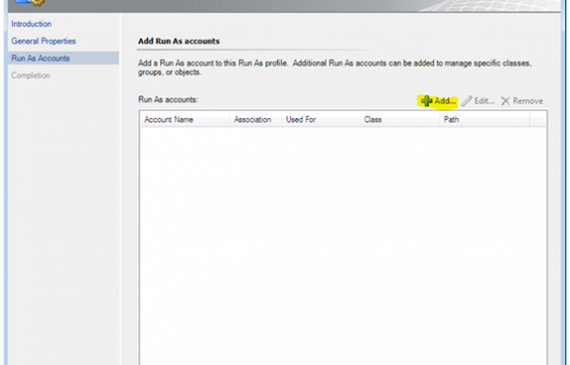 Introduction
General Properties
Run As Accounts
Completion
Add Run As accounts
Add a Run As account to this Run As profile. Additional Run As accounts can be added to manage specific classes,
groups, or objects.
Run As accounts:
Add... Edit... Remove
Account Name Association Used For Class Path